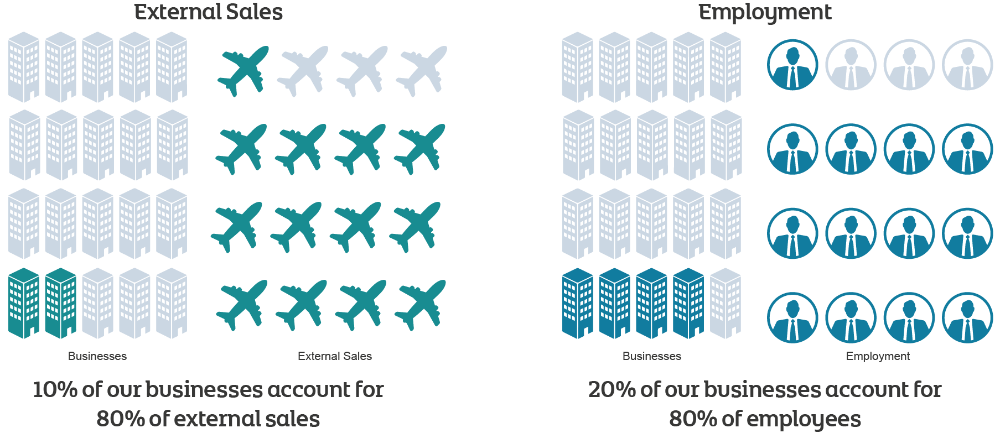 External Sales
Employment
Businesses
External Sales
Businesses
Employment
10% of our businesses account for
80% of external sales
20% of our businesses account for
80% of employees